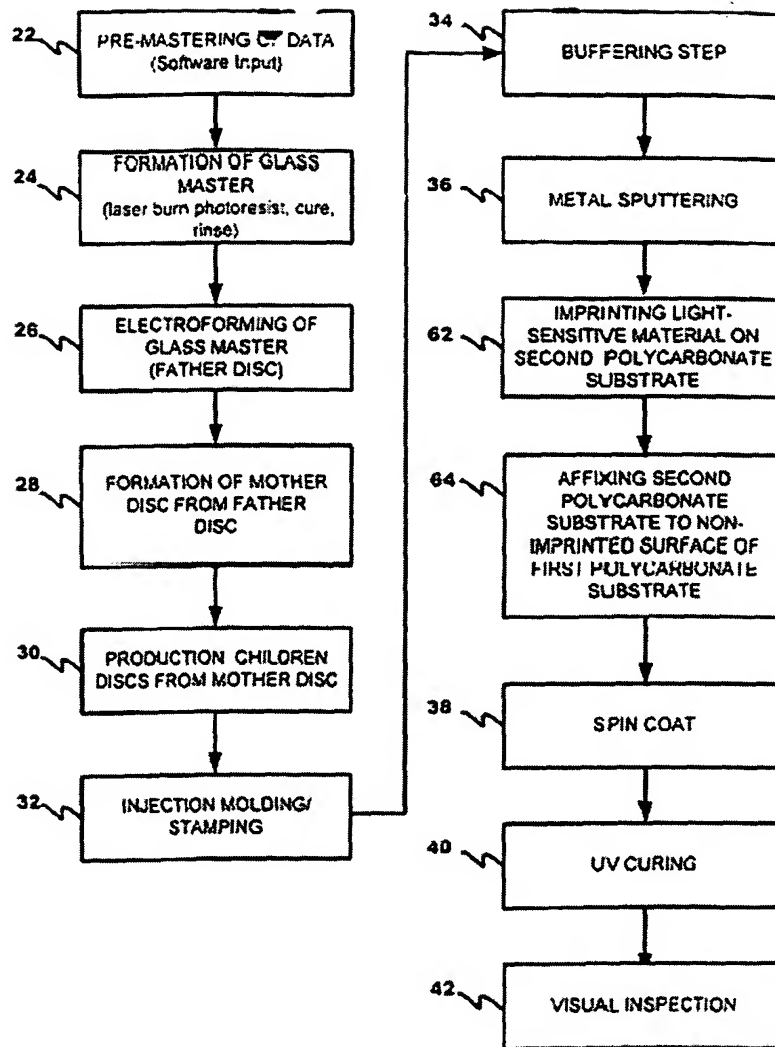 22
PRE-MASTERING OF DATA
(Software Input)
24
FORMATION OF GLASS
MASTER
(laser burn photoresist, cure,
rinse)
26
ELECTROFORMING OF
GLASS MASTER
(FATHER DISC)
28
FORMATION OF MOTHER
DISC FROM FATHER
DISC
30
PRODUCTION CHILDREN
DISCS FROM MOTHER DISC
32
INJECTION MOLDING/
STAMPING
34
BUFFERING STEP
36
METAL SPUTTERING
62
IMPRINTING LIGHT-
SENSITIVE MATERIAL ON
SECOND POLYCARBONATE
SUBSTRATE
64
AFFIXING SECOND
POLYCARBONATE
SUBSTRATE TO NON-
IMPRINTED SURFACE OF
FIRST POLYCARBONATE
SUBSTRATE
38
SPIN COAT
40
UV CURING
42
VISUAL INSPECTION